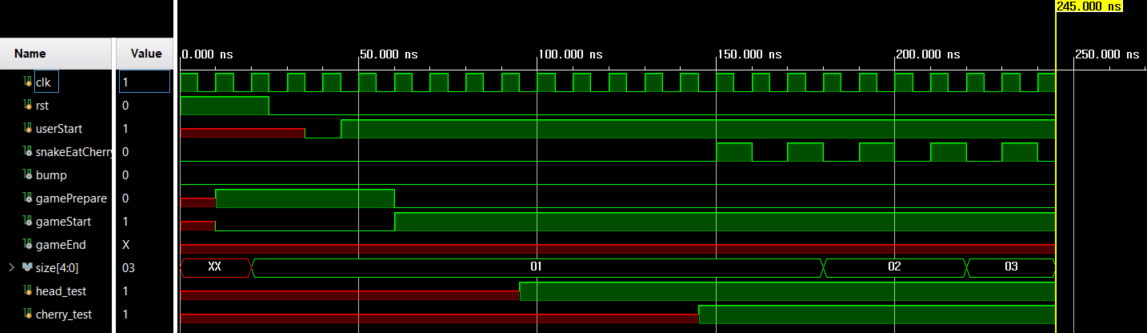 245.000 ns
Name Value
0.000 ns 50.000 ns 100.000 ns 150.000 ns 200.000 ns 250.000 ns
clk 1
rst 0
userStart 1
snakeEatCherry 0
bump 0
gamePrepare 0
gameStart 1
gameEnd X
size[4:0] 03 XX 01 02 03
head_test 1
cherry_test 1